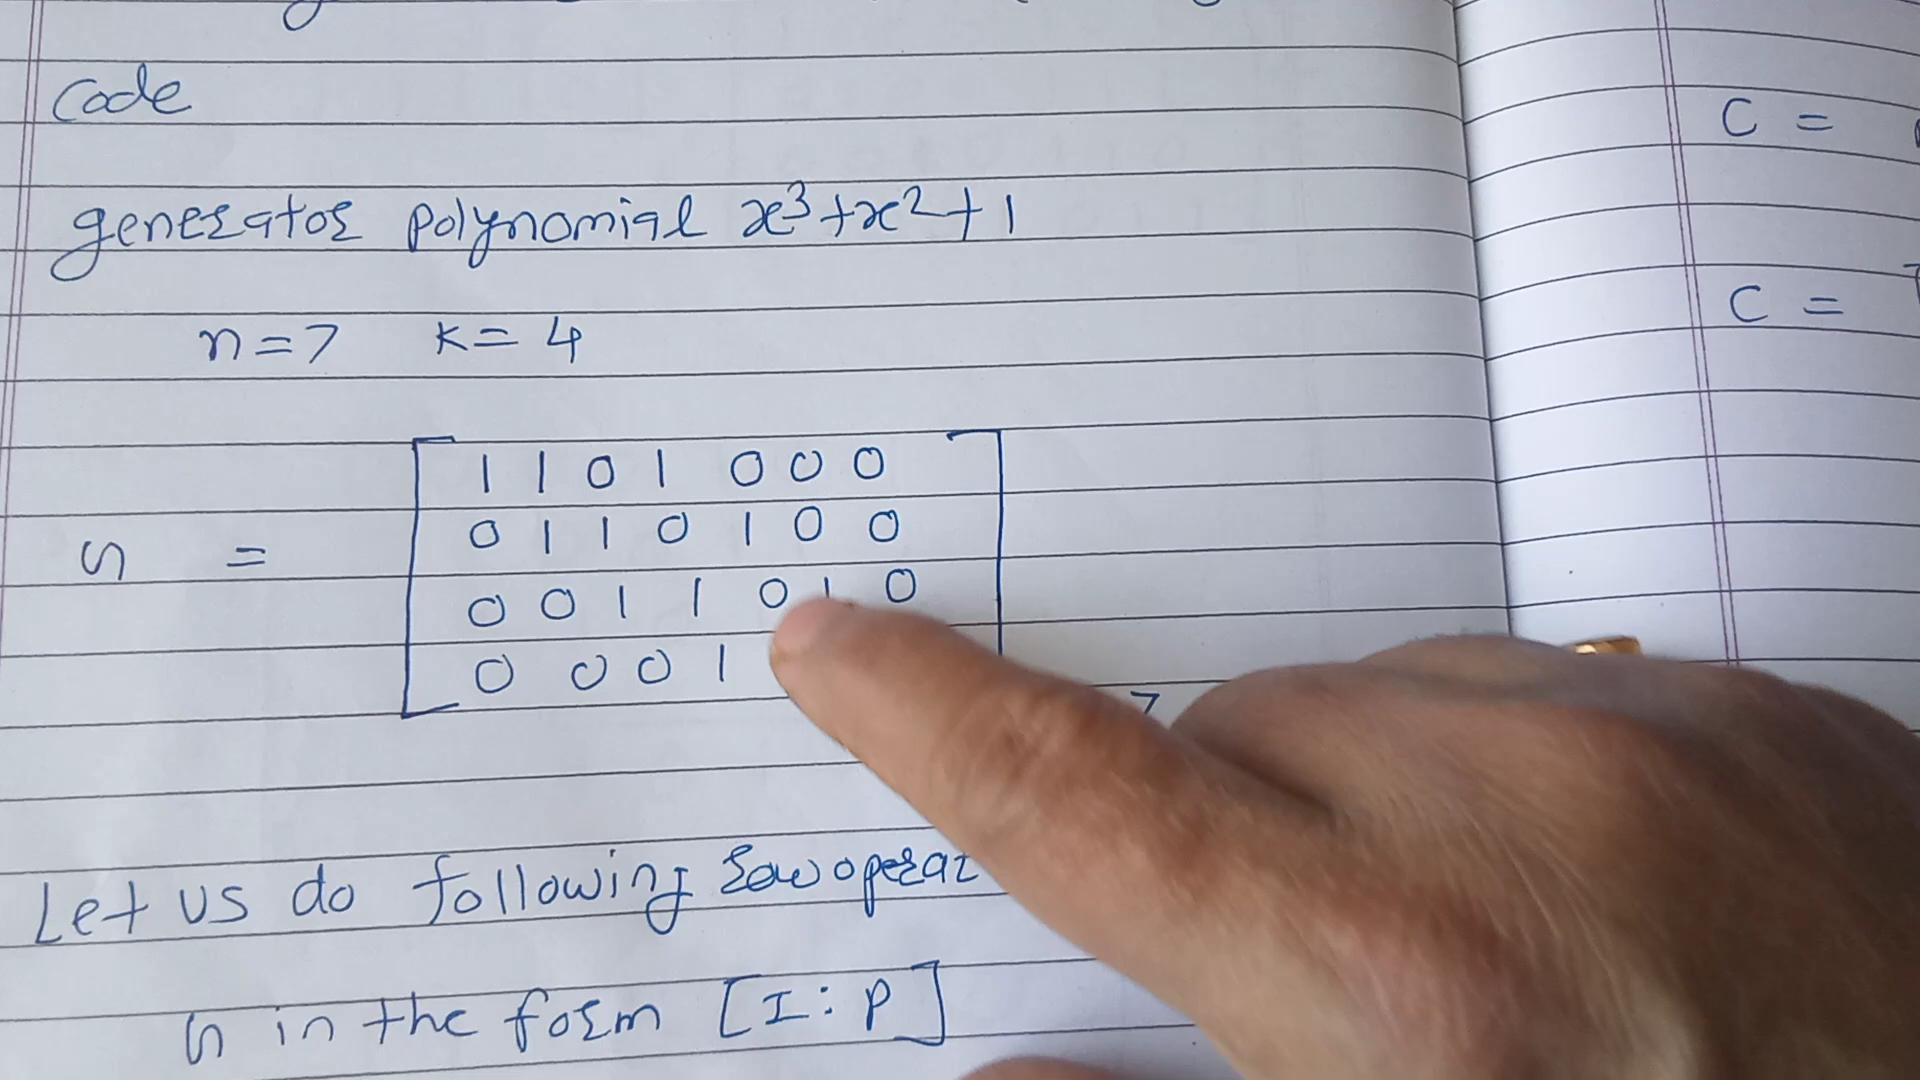 Code
generator polynomial x³+x²+1
n=7 k=4
G = [ 1 1 0 1 0 0 0
0 1 1 0 1 0 0
0 0 1 1 0 1 0
0 0 0 1
7
Let us do following row operat
G in the form [I:P]
C =
C =